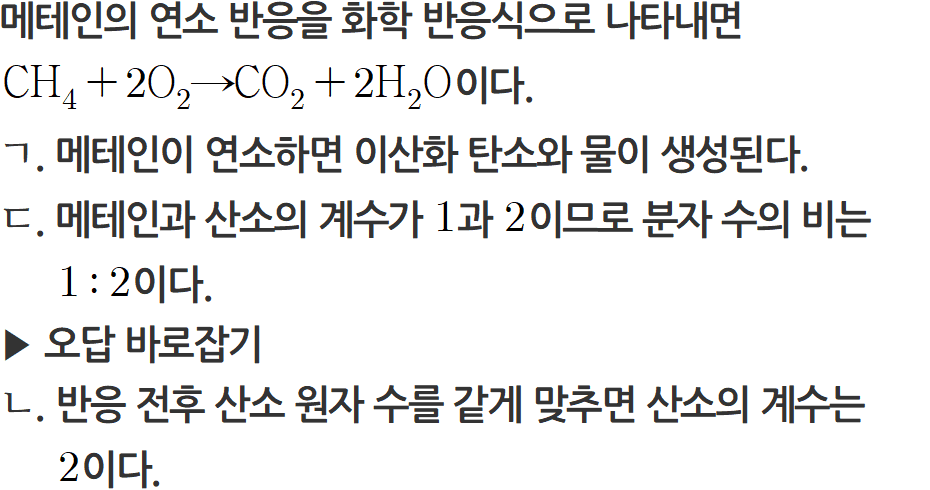 메테인의 연소 반응을 화학 반응식으로 나타내면
CH₄+2O₂→CO₂+2H₂O이다.
ㄱ. 메테인이 연소하면 이산화 탄소와 물이 생성된다.
ㄷ. 메테인과 산소의 계수가 1과 2이므로 분자 수의 비는
1 : 2이다.
▶ 오답 바로잡기
ㄴ. 반응 전후 산소 원자 수를 같게 맞추면 산소의 계수는
2이다.